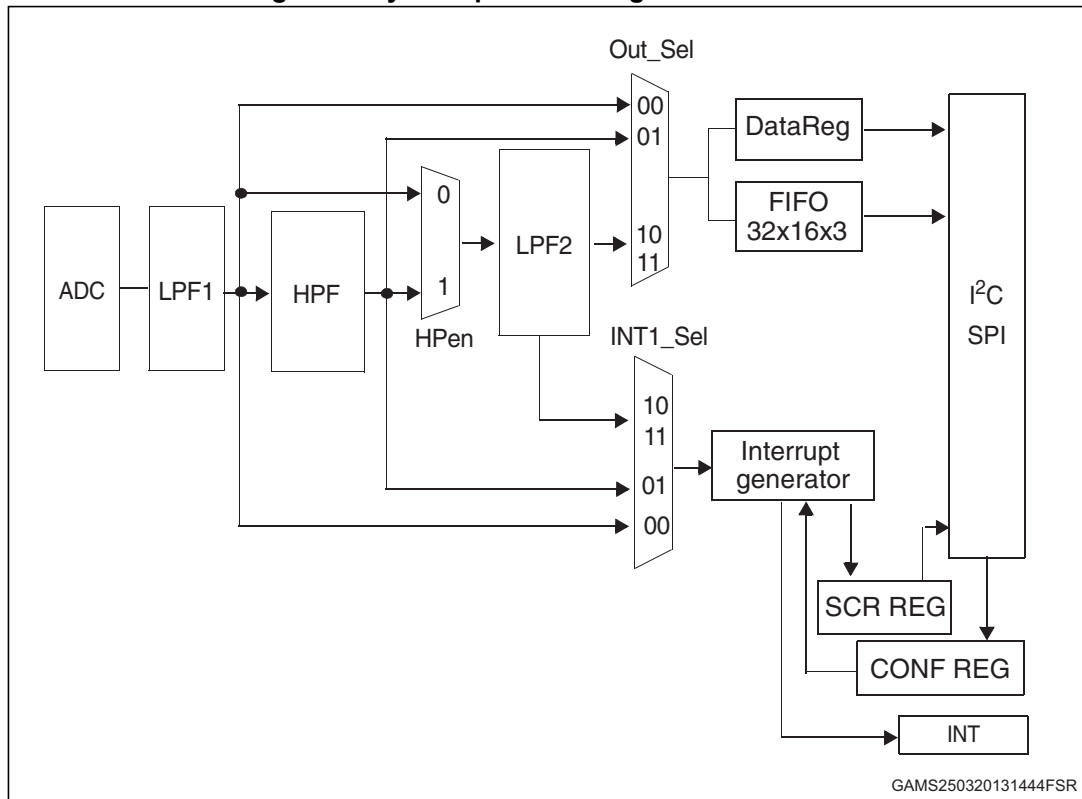 Out_Sel
00
01
10
11
DataReg
FIFO
32x16x3
I²C
SPI
ADC
LPF1
HPF
0
1
HPen
LPF2
INT1_Sel
10
11
01
00
Interrupt
generator
SCR REG
CONF REG
INT
GAMS250320131444FSR